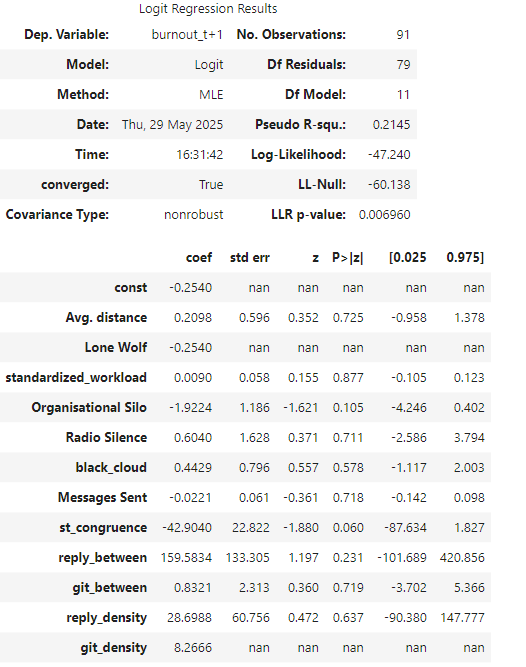 Logit Regression Results
Dep. Variable: burnout_t+1 No. Observations: 91
Model: Logit Df Residuals: 79
Method: MLE Df Model: 11
Date: Thu, 29 May 2025 Pseudo R-squ.: 0.2145
Time: 16:31:42 Log-Likelihood: -47.240
converged: True LL-Null: -60.138
Covariance Type: nonrobust LLR p-value: 0.006960
coef std err z P>|z| [0.025 0.975]
const -0.2540 nan nan nan nan nan
Avg. distance 0.2098 0.596 0.352 0.725 -0.958 1.378
Lone Wolf -0.2540 nan nan nan nan nan
standardized_workload 0.0090 0.058 0.155 0.877 -0.105 0.123
Organisational Silo -1.9224 1.186 -1.621 0.105 -4.246 0.402
Radio Silence 0.6040 1.628 0.371 0.711 -2.586 3.794
black_cloud 0.4429 0.796 0.557 0.578 -1.117 2.003
Messages Sent -0.0221 0.061 -0.361 0.718 -0.142 0.098
st_congruence -42.9040 22.822 -1.880 0.060 -87.634 1.827
reply_between 159.5834 133.305 1.197 0.231 -101.689 420.856
git_between 0.8321 2.313 0.360 0.719 -3.702 5.366
reply_density 28.6988 60.756 0.472 0.637 -90.380 147.777
git_density 8.2666 nan nan nan nan nan